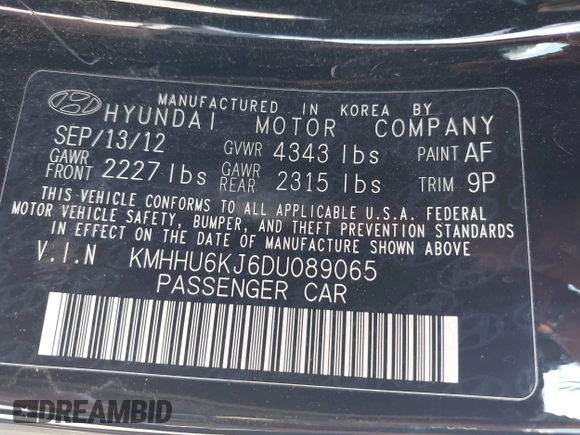 MANUFACTURED IN KOREA BY
HYUNDAI MOTOR COMPANY
SEP/13/12 GVWR 4343 lbs PAINT AF
GAWR FRONT 2227 lbs GAWR REAR 2315 lbs TRIM 9P
THIS VEHICLE CONFORMS TO ALL APPLICABLE U.S.A. FEDERAL
MOTOR VEHICLE SAFETY, BUMPER, AND THEFT PREVENTION STANDARDS
IN EFFECT ON THE DATE OF MANUFACTURE SHOWN ABOVE.
V.I.N KMHHU6KJ6DU089065
PASSENGER CAR
DREAMBID